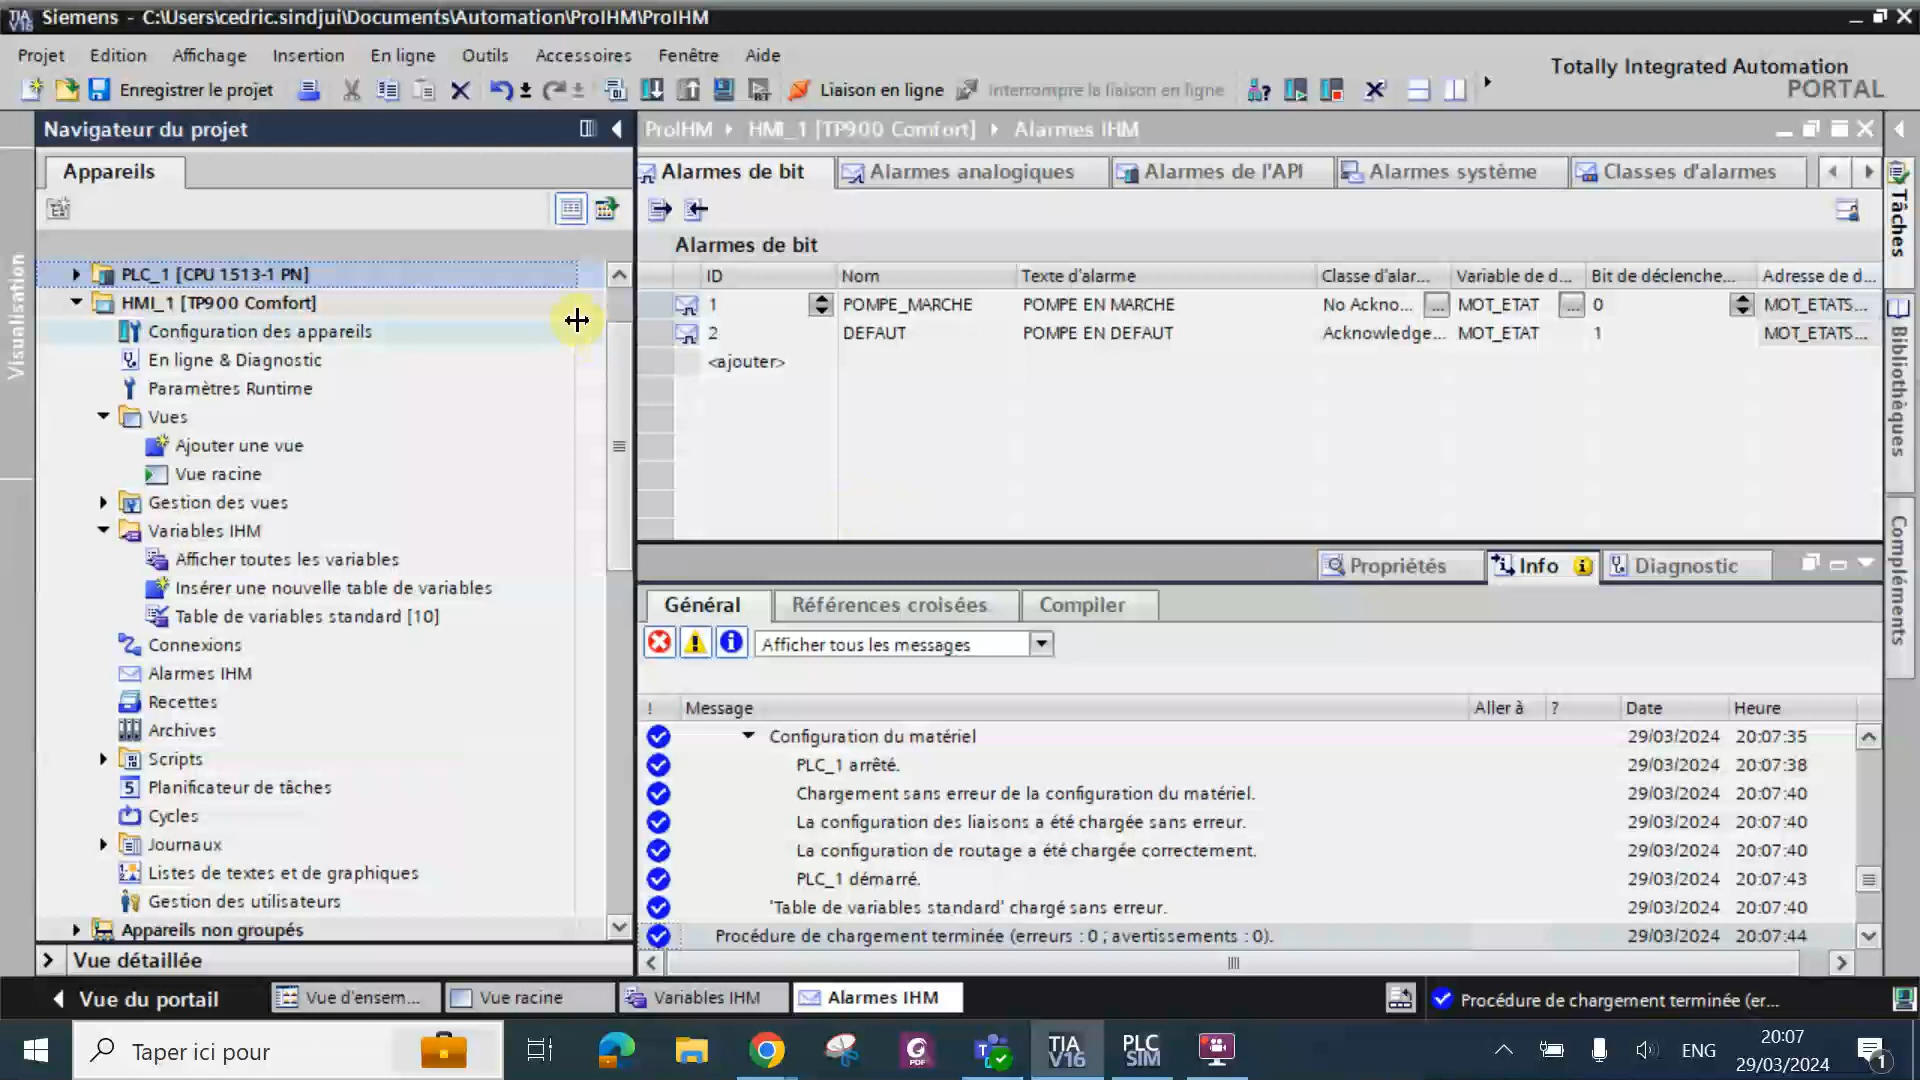 TIA V16 Siemens - C:\Users\cedric.sindjui\Documents\Automation\ProIHM\ProIHM
Projet Edition Affichage Insertion En ligne Outils Accessoires Fenêtre Aide
Totally Integrated Automation
PORTAL
Enregistrer le projet Liaison en ligne Interrompre la liaison en ligne
Navigateur du projet
Appareils
Visualisation
PLC_1 [CPU 1513-1 PN]
HMI_1 [TP900 Comfort]
Configuration des appareils
En ligne & Diagnostic
Paramètres Runtime
Vues
Ajouter une vue
Vue racine
Gestion des vues
Variables IHM
Afficher toutes les variables
Insérer une nouvelle table de variables
Table de variables standard [10]
Connexions
Alarmes IHM
Recettes
Archives
Scripts
Planificateur de tâches
Cycles
Journaux
Listes de textes et de graphiques
Gestion des utilisateurs
Appareils non groupés
Vue détaillée
ProIHM HMI_1 [TP900 Comfort] Alarmes IHM
Alarmes de bit Alarmes analogiques Alarmes de l'API Alarmes système Classes d'alarmes
Alarmes de bit
ID Nom Texte d'alarme Classe d'alar... Variable de d... Bit de déclenche... Adresse de d...
1 POMPE_MARCHE POMPE EN MARCHE No Ackno... ... MOT_ETAT ... 0 MOT_ETATS...
2 DEFAUT POMPE EN DEFAUT Acknowledge... MOT_ETAT 1 MOT_ETATS...
<ajouter>
Propriétés Info Diagnostic
Général Références croisées Compiler
Afficher tous les messages
! Message Aller à ? Date Heure
Configuration du matériel 29/03/2024 20:07:35
PLC_1 arrêté. 29/03/2024 20:07:38
Chargement sans erreur de la configuration du matériel. 29/03/2024 20:07:40
La configuration des liaisons a été chargée sans erreur. 29/03/2024 20:07:40
La configuration de routage a été chargée correctement. 29/03/2024 20:07:40
PLC_1 démarré. 29/03/2024 20:07:43
'Table de variables standard' chargé sans erreur. 29/03/2024 20:07:40
Procédure de chargement terminée (erreurs : 0 ; avertissements : 0). 29/03/2024 20:07:44
Tâches
Bibliothèques
Compléments
Vue du portail Vue d'ensem... Vue racine Variables IHM Alarmes IHM Procédure de chargement terminée (er...
Taper ici pour
PDF
TIA V16
PLC SIM
ENG
20:07
29/03/2024
1